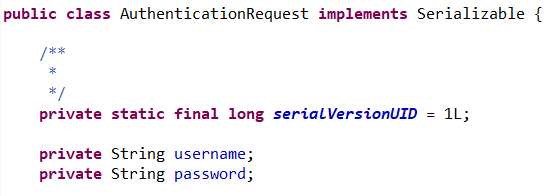 public class AuthenticationRequest implements Serializable {
/**
*
*/
private static final long serialVersionUID = 1L;
private String username;
private String password;